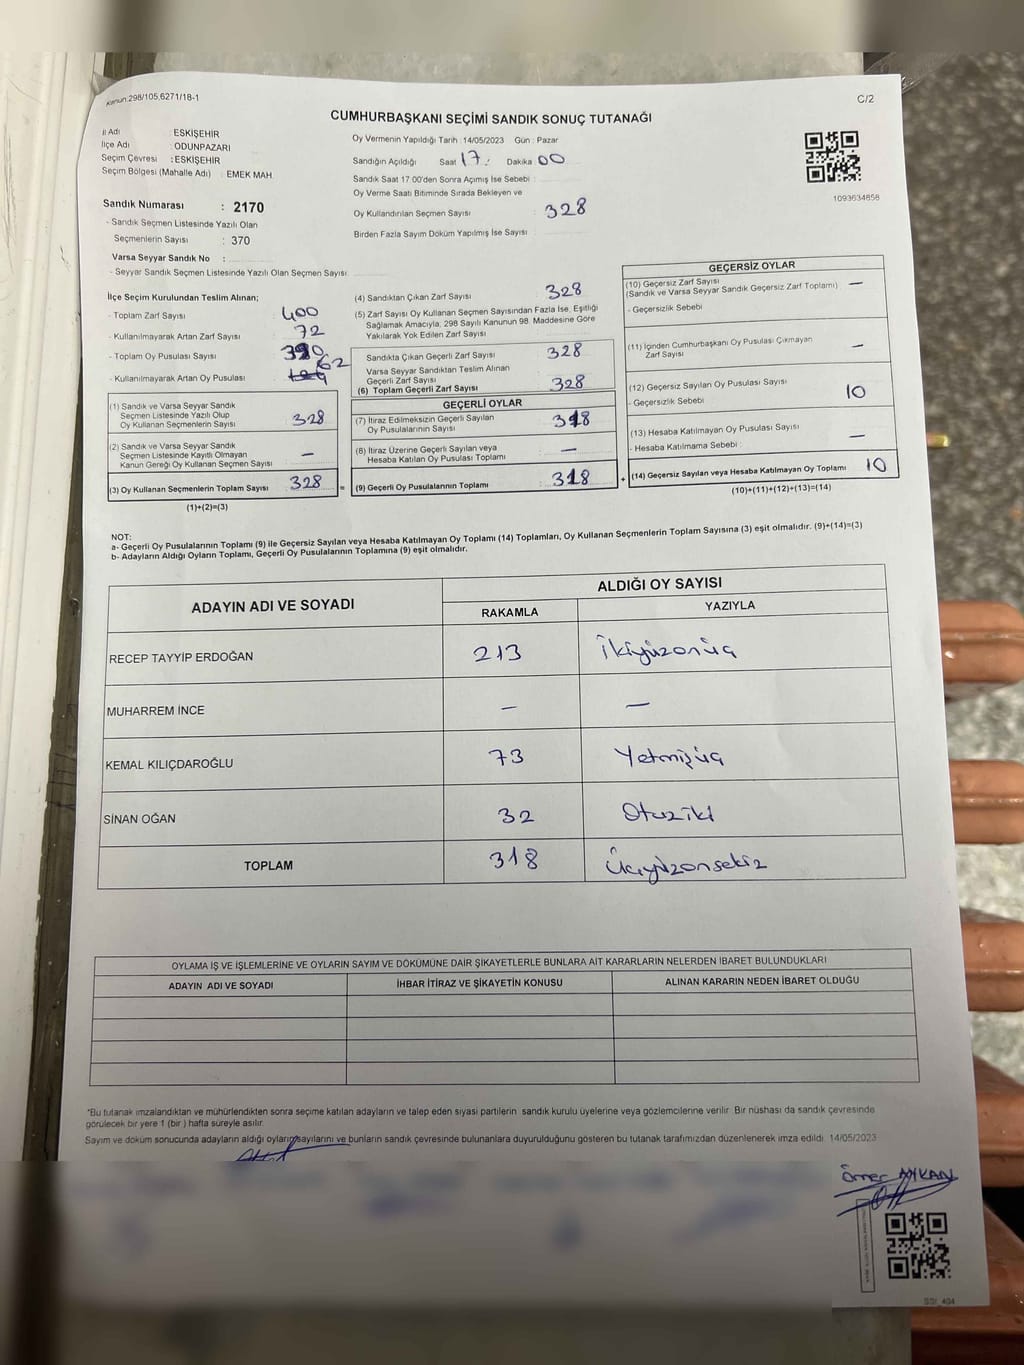 Kanun:298/105,6271/18-1
C/2
CUMHURBAŞKANI SEÇİMİ SANDIK SONUÇ TUTANAĞI
İl Adı : ESKİŞEHİR
İlçe Adı : ODUNPAZARI
Seçim Çevresi : ESKİŞEHİR
Seçim Bölgesi (Mahalle Adı) : EMEK MAH.
Oy Vermenin Yapıldığı Tarih :14/05/2023 Gün : Pazar
Sandığın Açıldığı Saat 17 : Dakika 00
Sandık Saat 17:00'den Sonra Açımış İse Sebebi :
Oy Verme Saati Bitiminde Sırada Bekleyen ve
Oy Kullandırılan Seçmen Sayısı : 328
Birden Fazla Sayım Döküm Yapılmış İse Sayısı :
1093634858
Sandık Numarası : 2170
- Sandık Seçmen Listesinde Yazılı Olan
Seçmenlerin Sayısı : 370
Varsa Seyyar Sandık No :
- Seyyar Sandık Seçmen Listesinde Yazılı Olan Seçmen Sayısı:
İlçe Seçim Kurulundan Teslim Alınan;
- Toplam Zarf Sayısı : 400
- Kullanılmayarak Artan Zarf Sayısı : 72
- Toplam Oy Pusulası Sayısı : 390
- Kullanılmayarak Artan Oy Pusulası : 62
(1) Sandık ve Varsa Seyyar Sandık
Seçmen Listesinde Yazılı Olup
Oy Kullanan Seçmenlerin Sayısı : 328
(2) Sandık ve Varsa Seyyar Sandık
Seçmen Listesinde Kayıtlı Olmayan
Kanun Gereği Oy Kullanan Seçmen Sayısı : —
(3) Oy Kullanan Seçmenlerin Toplam Sayısı : 328
(1)+(2)=(3)
(4) Sandıktan Çıkan Zarf Sayısı : 328
(5) Zarf Sayısı Oy Kullanan Seçmen Sayısından Fazla İse, Eşitliği
Sağlamak Amacıyla, 298 Sayılı Kanunun 98. Maddesine Göre
Yakılarak Yok Edilen Zarf Sayısı :
Sandıkta Çıkan Geçerli Zarf Sayısı : 328
Varsa Seyyar Sandıktan Teslim Alınan
Geçerli Zarf Sayısı :
(6) Toplam Geçerli Zarf Sayısı : 328
GEÇERLİ OYLAR
(7) İtiraz Edilmeksizin Geçerli Sayılan
Oy Pusulalarının Sayısı : 318
(8) İtiraz Üzerine Geçerli Sayılan veya
Hesaba Katılan Oy Pusulası Toplamı : —
= (9) Geçerli Oy Pusulalarının Toplamı : 318 +
GEÇERSİZ OYLAR
(10) Geçersiz Zarf Sayısı : —
(Sandık ve Varsa Seyyar Sandık Geçersiz Zarf Toplamı)
- Geçersizlik Sebebi :
(11) İçinden Cumhurbaşkanı Oy Pusulası Çıkmayan
Zarf Sayısı : —
(12) Geçersiz Sayılan Oy Pusulası Sayısı : 10
- Geçersizlik Sebebi :
(13) Hesaba Katılmayan Oy Pusulası Sayısı : —
- Hesaba Katılmama Sebebi :
(14) Geçersiz Sayılan veya Hesaba Katılmayan Oy Toplamı : 10
(10)+(11)+(12)+(13)=(14)
NOT:
a- Geçerli Oy Pusulalarının Toplamı (9) ile Geçersiz Sayılan veya Hesaba Katılmayan Oy Toplamı (14) Toplamları, Oy Kullanan Seçmenlerin Toplam Sayısına (3) eşit olmalıdır. (9)+(14)=(3)
b- Adayların Aldığı Oyların Toplamı, Geçerli Oy Pusulalarının Toplamına (9) eşit olmalıdır.
ADAYIN ADI VE SOYADI
ALDIĞI OY SAYISI
RAKAMLA YAZIYLA
RECEP TAYYİP ERDOĞAN 213 İkiyüzonüç
MUHARREM İNCE — —
KEMAL KILIÇDAROĞLU 73 Yetmişüç
SİNAN OĞAN 32 Otuziki
TOPLAM 318 Üçyüzonsekiz
OYLAMA İŞ VE İŞLEMLERİNE VE OYLARIN SAYIM VE DÖKÜMÜNE DAİR ŞİKAYETLERLE BUNLARA AİT KARARLARIN NELERDEN İBARET BULUNDUKLARI
ADAYIN ADI VE SOYADI İHBAR İTİRAZ VE ŞİKAYETİN KONUSU ALINAN KARARIN NEDEN İBARET OLDUĞU
*Bu tutanak imzalandıktan ve mühürlendikten sonra seçime katılan adayların ve talep eden siyasi partilerin sandık kurulu üyelerine veya gözlemcilerine verilir. Bir nüshası da sandık çevresinde
görülecek bir yere 1 (bir) hafta süreyle asılır.
Sayım ve döküm sonucunda adayların aldığı oyların sayılarını ve bunların sandık çevresinde bulunanlara duyurulduğunu gösteren bu tutanak tarafımızdan düzenlenerek imza edildi. 14/05/2023
Ömer